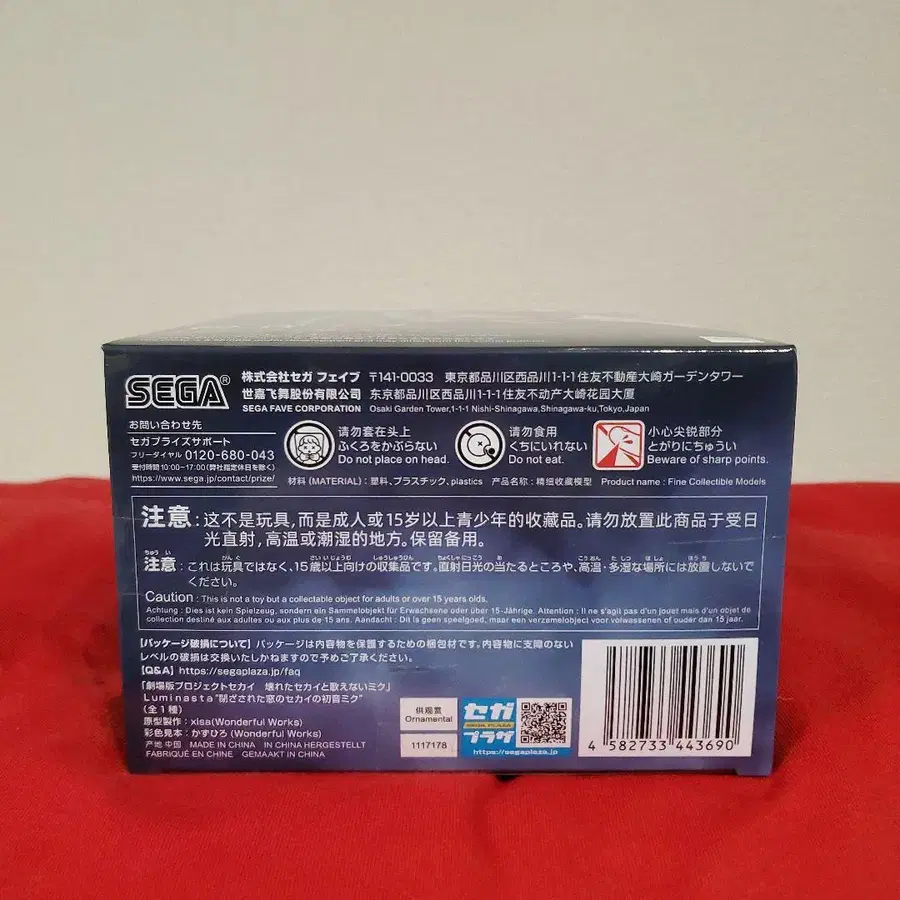 SEGA®
株式会社セガ フェイブ 〒141-0033 東京都品川区西品川1-1-1住友不動産大崎ガーデンタワー
世嘉飞舞股份有限公司 东京都品川区西品川1-1-1住友不动产大崎花园大厦
SEGA FAVE CORPORATION Osaki Garden Tower,1-1-1 Nishi-Shinagawa,Shinagawa-ku,Tokyo,Japan
お問い合わせ先
セガプライズサポート
フリーダイヤル 0120-680-043
受付時間 10:00~17:00(弊社指定休日を除く)
https://www.sega.jp/contact/prize/
请勿套在头上
ふくろをかぶらない
Do not place on head.
请勿食用
くちにいれない
Do not eat.
小心尖锐部分
とがりにちゅうい
Beware of sharp points.
材料 (MATERIAL) : 塑料、プラスチック、plastics 产品名称 : 精细收藏模型 Product name : Fine Collectible Models
注意 : 这不是玩具,而是成人或15岁以上青少年的收藏品。请勿放置此商品于受日
光直射,高温或潮湿的地方。保留备用。
注意 : これは玩具ではなく、15歳以上向けの収集品です。直射日光の当たるところや、高温・多湿な場所には放置しないで
ください。
Caution : This is not a toy but a collectable object for adults or over 15 years olds.
Achtung : Dies ist kein Spielzeug, sondern ein Sammelobjekt für Erwachsene oder über 15-Jährige. Attention : Il ne s'agit pas d'un jouet mais d'un objet de
collection destiné aux adultes ou aux plus de 15 ans. Aandacht : Dit is geen speelgoed, maar een verzamelobject voor volwassenen of ouder dan 15 jaar.
【パッケージ破損について】パッケージは内容物を保護するための梱包材です。内容物に支障のない
レベルの破損は交換いたしかねますので予めご了承ください。
【Q&A】https://segaplaza.jp/faq
「劇場版プロジェクトセカイ 壊れたセカイと歌えないミク」
Luminasta"閉ざされた窓のセカイの初音ミク"
(全1種)
原型製作 : xisa(Wonderful Works)
彩色見本 : かずひろ (Wonderful Works)
产地 中国 MADE IN CHINA IN CHINA HERGESTELLT
FABRIQUÉ EN CHINE GEMAAKT IN CHINA
供观赏
Ornamental
1117178
セガ
SEGA PLAZA
プラザ
https://segaplaza.jp
4 582733 443690